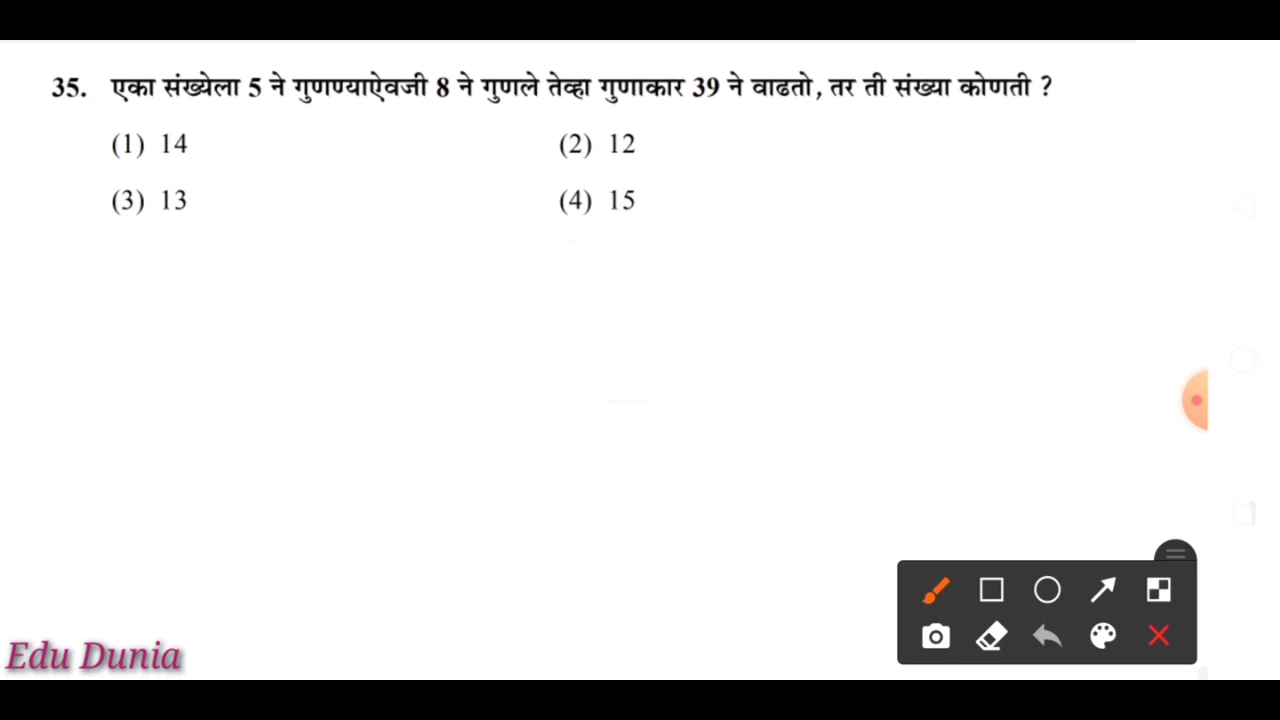 35. एका संख्येला 5 ने गुणण्याऐवजी 8 ने गुणले तेव्हा गुणाकार 39 ने वाढतो, तर ती संख्या कोणती ?
(1) 14 (2) 12
(3) 13 (4) 15
Edu Dunia